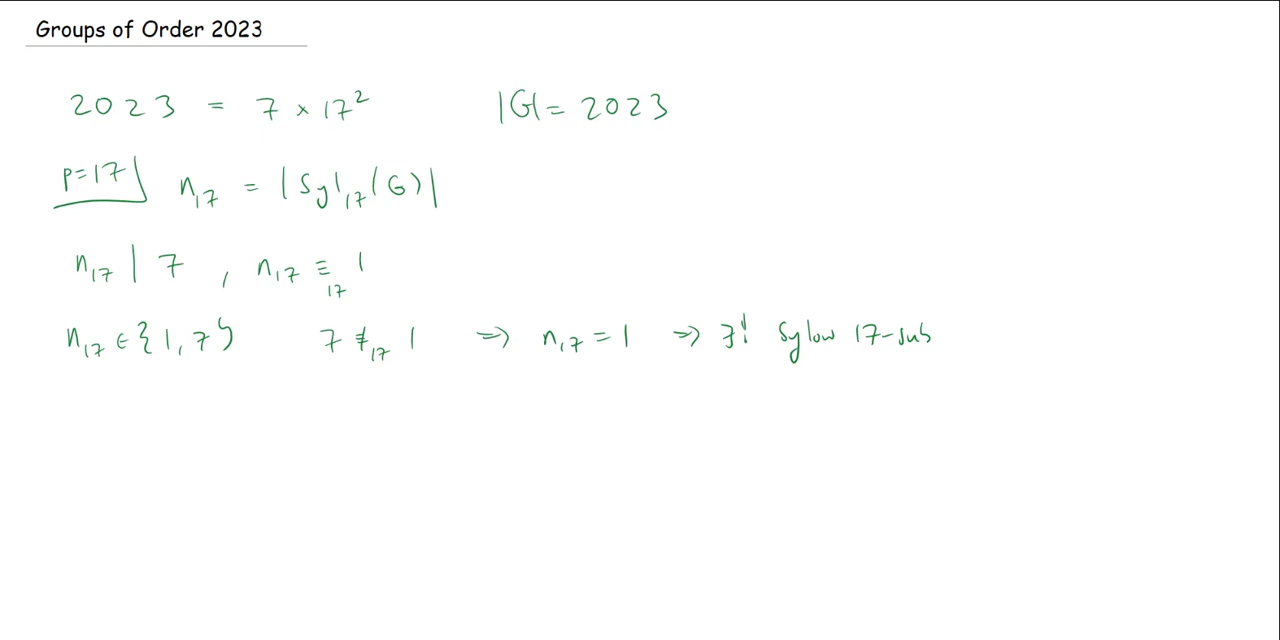 Groups of Order 2023
2023 = 7 × 17² |G| = 2023
p=17 n₁₇ = |Syl₁₇(G)|
n₁₇ | 7 , n₁₇ ≡₁₇ 1
n₁₇ ∈ {1, 7} 7 ≢₁₇ 1 ⇒ n₁₇ = 1 ⇒ ∃! Sylow 17-sub